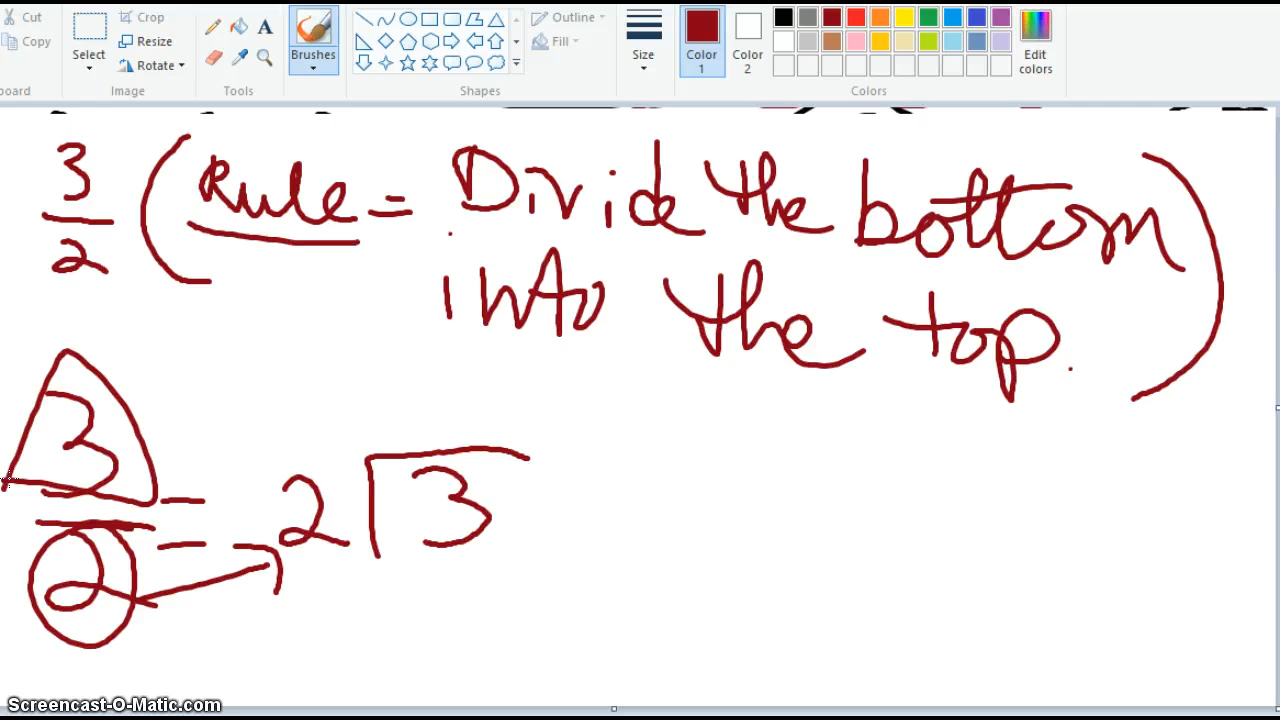 Cut
Copy
board
Select
Crop
Resize
Rotate
Image
A
Tools
Brushes
Shapes
Outline
Fill
Size
Color 1
Color 2
Colors
Edit colors
3
2
(Rule = Divide the bottom
into the top.)
3
2
= 2 3
Screencast-O-Matic.com